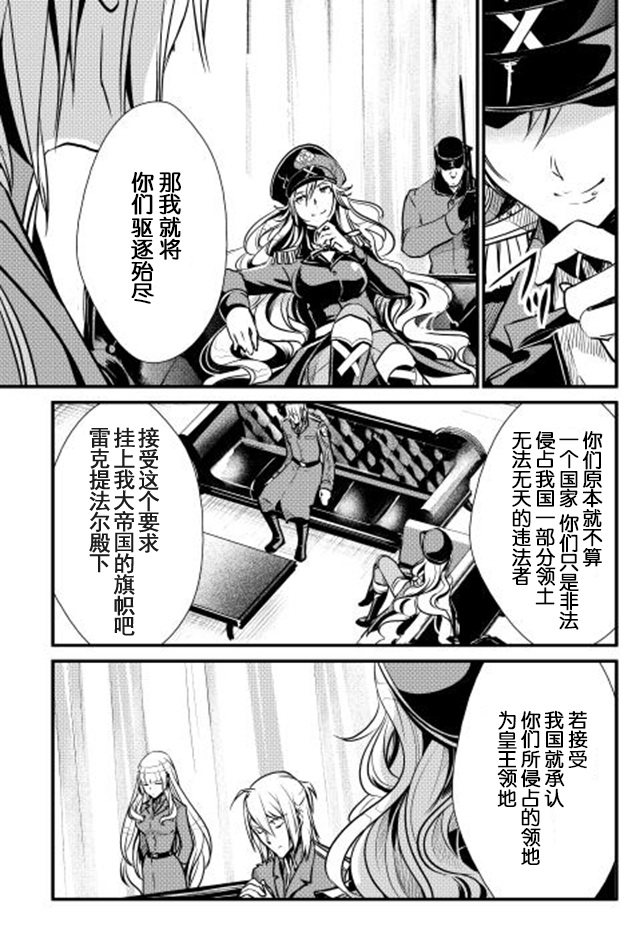 那我就将
你们驱逐殆尽
你们原本就不算
一个国家 你们只是非法
侵占我国一部分领土
无法无天的违法者
接受这个要求
挂上我大帝国的旗帜吧
雷克提法尔殿下
若接受
我国就承认
你们所侵占的领地
为皇王领地